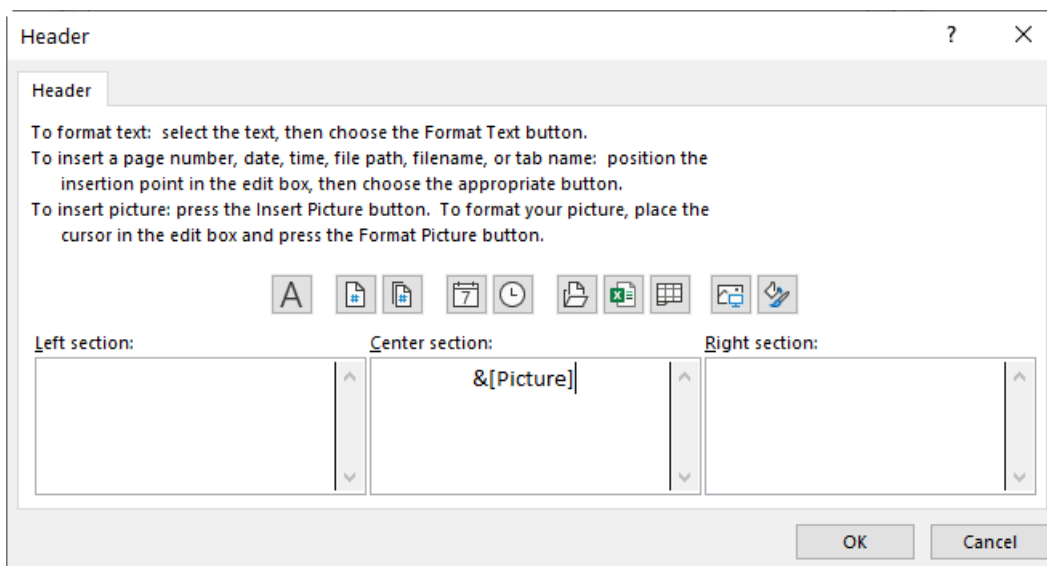 Header
?
Header
To format text:  select the text, then choose the Format Text button.
To insert a page number, date, time, file path, filename, or tab name:  position the
insertion point in the edit box, then choose the appropriate button.
To insert picture: press the Insert Picture button.  To format your picture, place the
cursor in the edit box and press the Format Picture button.
A # # 7
Left section: Center section: Right section:
&[Picture]
OK Cancel